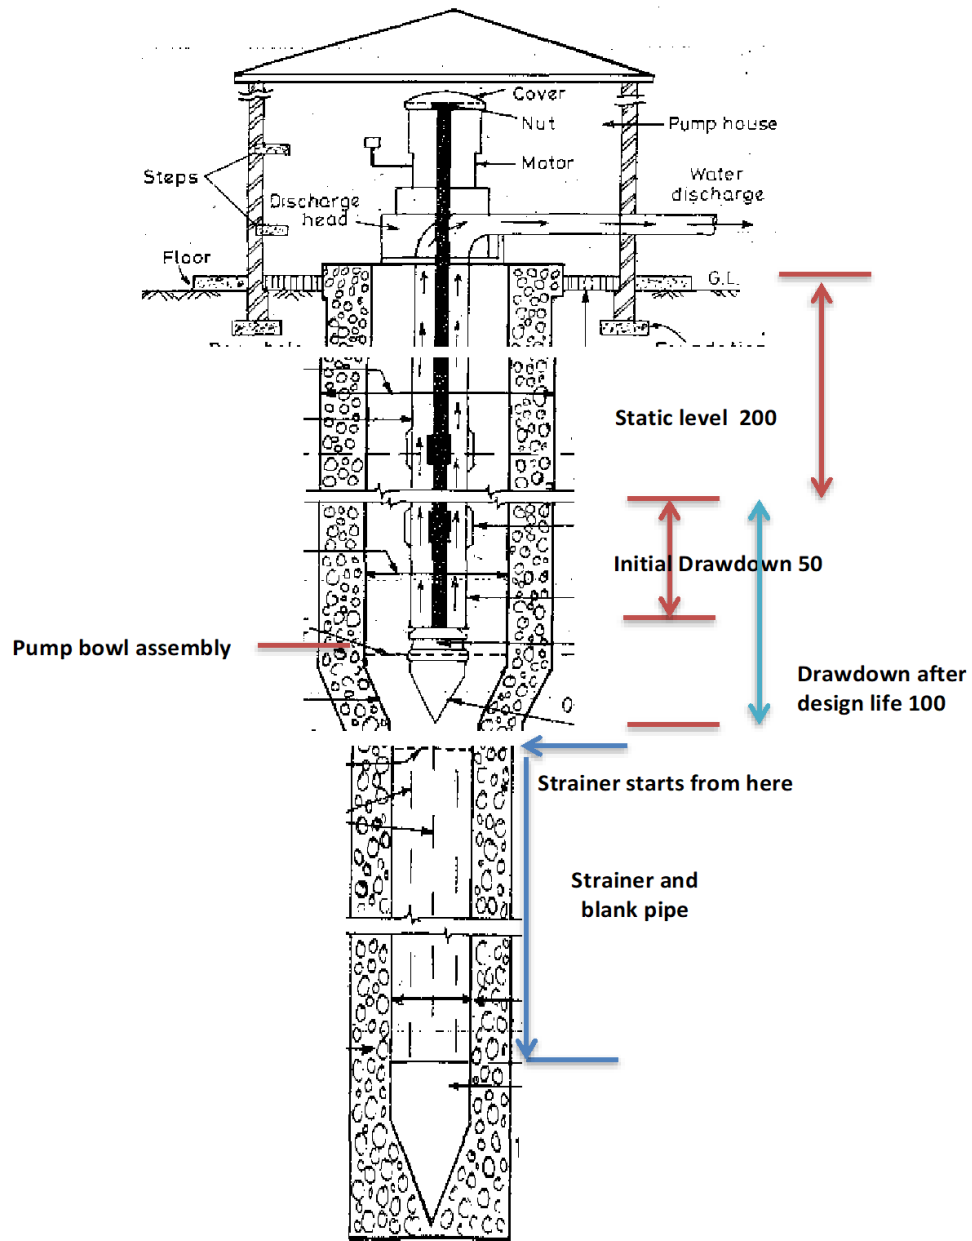 Cover
Nut
Pump house
Motor
Steps
Water
discharge
Discharge
head
Floor
G.L.
Static level 200
Initial Drawdown 50
Pump bowl assembly
Drawdown after
design life 100
Strainer starts from here
Strainer and
blank pipe